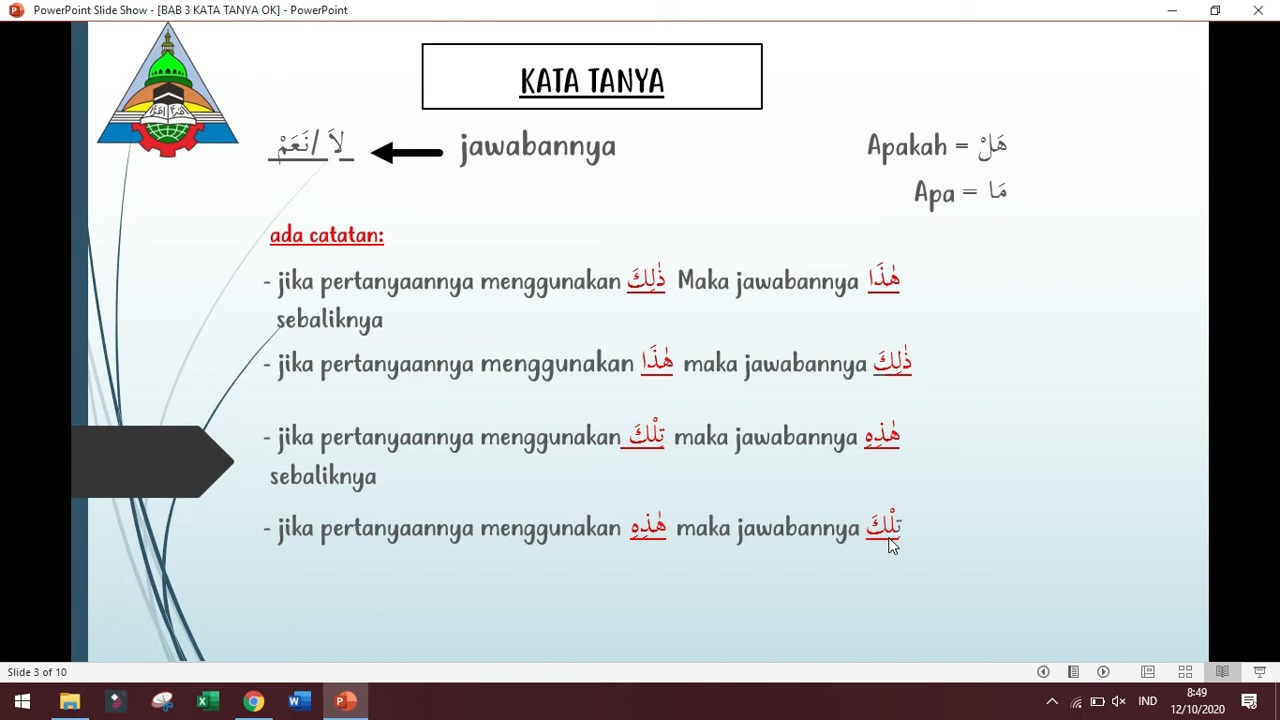 PowerPoint Slide Show - [BAB 3 KATA TANYA OK] - PowerPoint
KATA TANYA
Apakah = هَلْ
jawabannya
لاَ /نَعَمْ
Apa = مَا
ada catatan:
- jika pertanyaannya menggunakan ذٰلِكَ Maka jawabannya هٰذَا
sebaliknya
- jika pertanyaannya menggunakan هٰذَا maka jawabannya ذٰلِكَ
- jika pertanyaannya menggunakan تِلْكَ maka jawabannya هٰذِهِ
sebaliknya
- jika pertanyaannya menggunakan هٰذِهِ maka jawabannya تِلْكَ
Slide 3 of 10
IND
8:49
12/10/2020